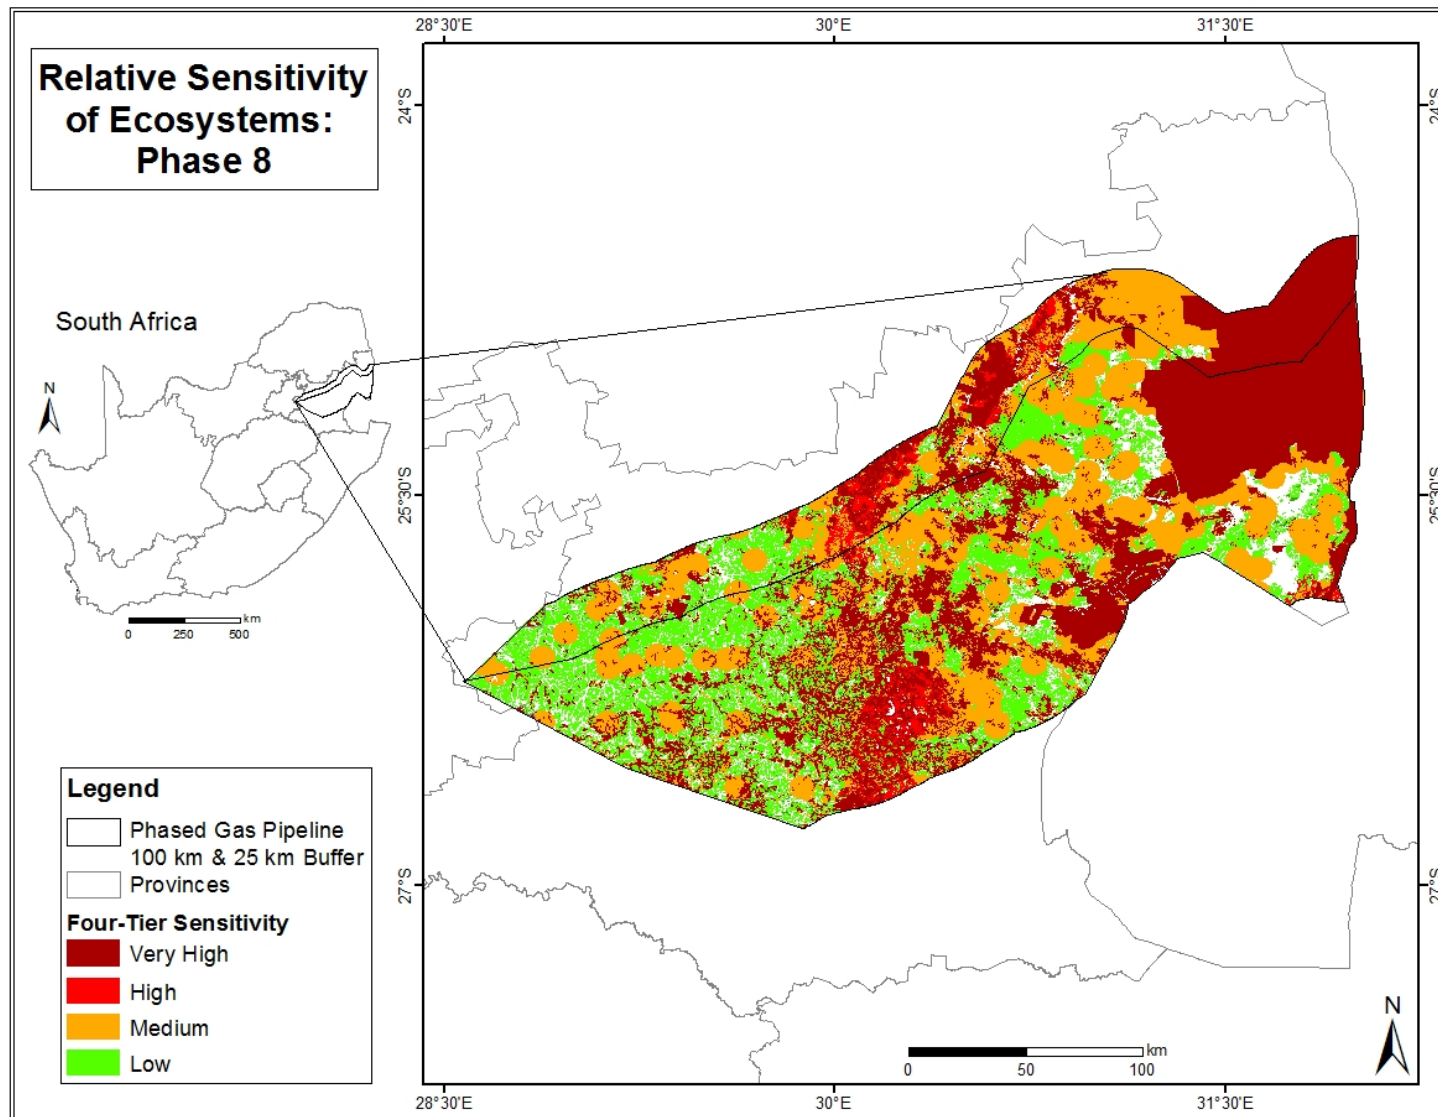 Relative Sensitivity
of Ecosystems:
Phase 8
28°30'E
30°E
31°30'E
24°S
24°S
25°30'S
25°30'S
27°S
27°S
28°30'E
30°E
31°30'E
South Africa
N
km
0
250
500
Legend
Phased Gas Pipeline
100 km & 25 km Buffer
Provinces
Four-Tier Sensitivity
Very High
High
Medium
Low
N
km
0
50
100